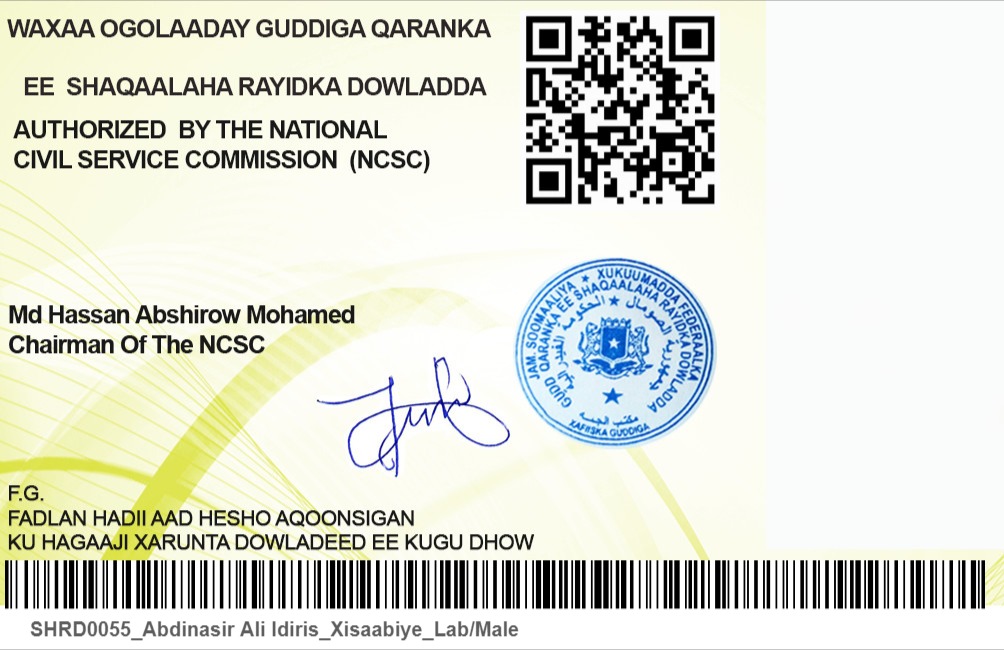 WAXAA OGOLAADAY GUDDIGA QARANKA
EE SHAQAALAHA RAYIDKA DOWLADDA
AUTHORIZED BY THE NATIONAL
CIVIL SERVICE COMMISSION (NCSC)
Md Hassan Abshirow Mohamed
Chairman Of The NCSC
JAM. SOOMAALIYA ★ XUKUUMADDA FEDERAALKA
GUDD QARANKA EE SHAQAALAHA RAYIDKA DOWLADDA
XAFIISKA GUDDIGA
F.G.
FADLAN HADII AAD HESHO AQOONSIGAN
KU HAGAAJI XARUNTA DOWLADEED EE KUGU DHOW
SHRD0055_Abdinasir Ali Idiris_Xisaabiye_Lab/Male